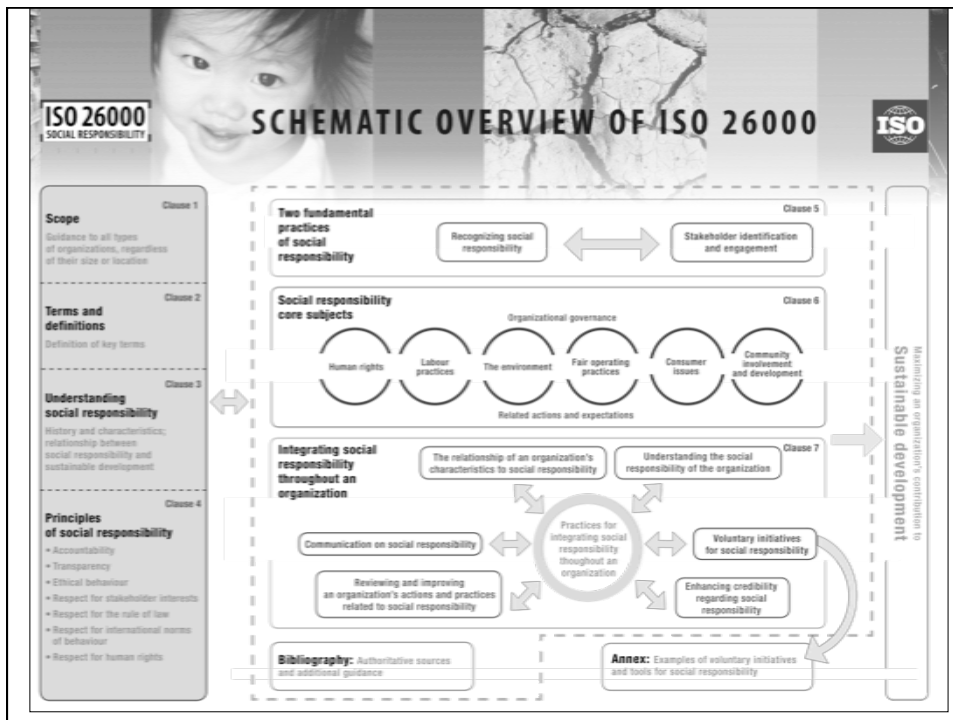 ISO 26000
SOCIAL RESPONSIBILITY
SCHEMATIC OVERVIEW OF ISO 26000
ISO
Clause 1
Scope
Guidance to all types
of organizations, regardless
of their size or location
Clause 2
Terms and
definitions
Definition of key terms
Clause 3
Understanding
social responsibility
History and characteristics;
relationship between
social responsibility and
sustainable development
Clause 4
Principles
of social responsibility
• Accountability
• Transparency
• Ethical behaviour
• Respect for stakeholder interests
• Respect for the rule of law
• Respect for international norms
of behaviour
• Respect for human rights
Clause 5
Two fundamental
practices
of social
responsibility
Recognizing social
responsibility
Stakeholder identification
and engagement
Clause 6
Social responsibility
core subjects
Organizational governance
Human rights
Labour
practices
The environment
Fair operating
practices
Consumer
issues
Community
involvement
and development
Related actions and expectations
Clause 7
Integrating social
responsibility
throughout an
organization
The relationship of an organization's
characteristics to social responsibility
Understanding the social
responsibility of the organization
Practices for
integrating social
responsibility
thoughout an
organization
Communication on social responsibility
Voluntary initiatives
for social responsibility
Reviewing and improving
an organization's actions and practices
related to social responsibility
Enhancing credibility
regarding social
responsibility
Bibliography: Authoritative sources
and additional guidance
Annex: Examples of voluntary initiatives
and tools for social responsibility
Maximizing an organization's contribution to
Sustainable development